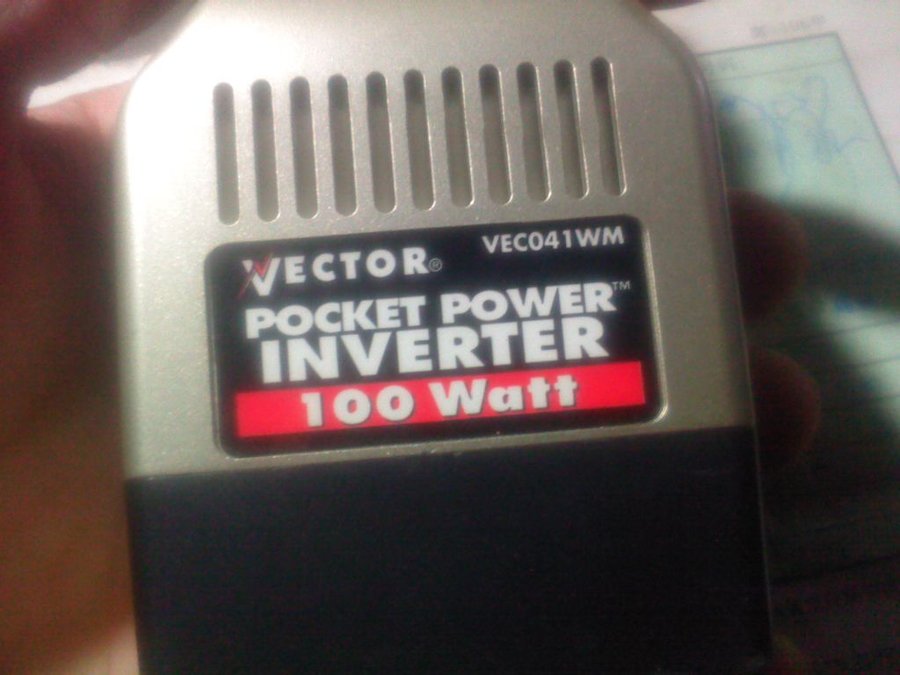 VECTOR® VEC041WM
POCKET POWER™
INVERTER
100 Watt